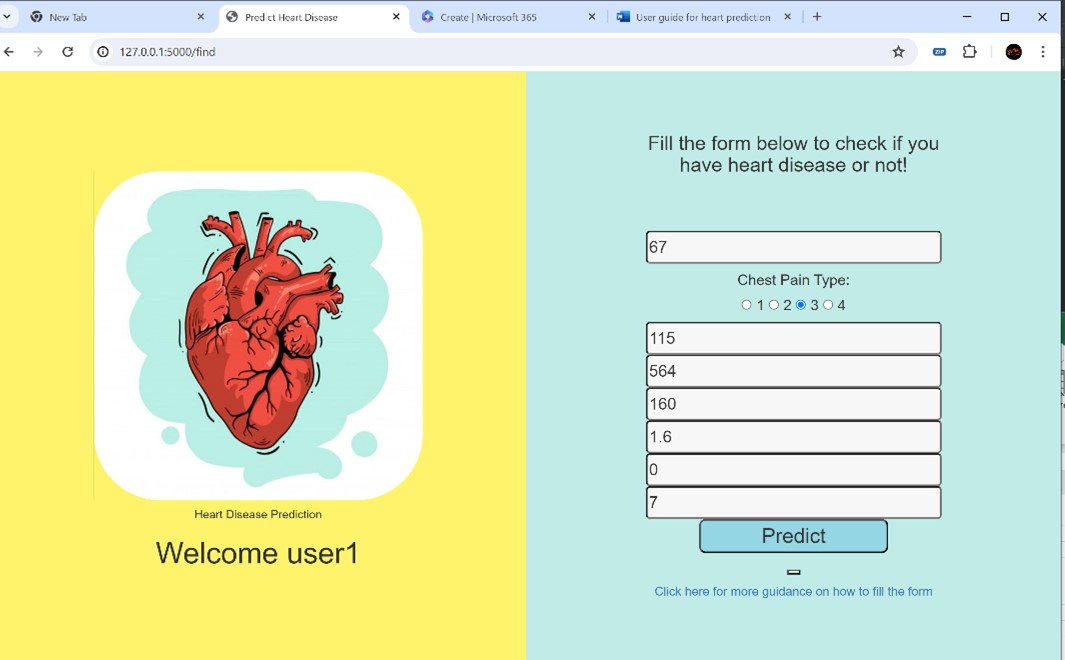 New Tab
Predict Heart Disease
Create | Microsoft 365
User guide for heart prediction
127.0.0.1:5000/find
ZIP
Heart Disease Prediction
Welcome user1
Fill the form below to check if you
have heart disease or not!
67
Chest Pain Type:
1 2 3 4
115
564
160
1.6
0
7
Predict
Click here for more guidance on how to fill the form